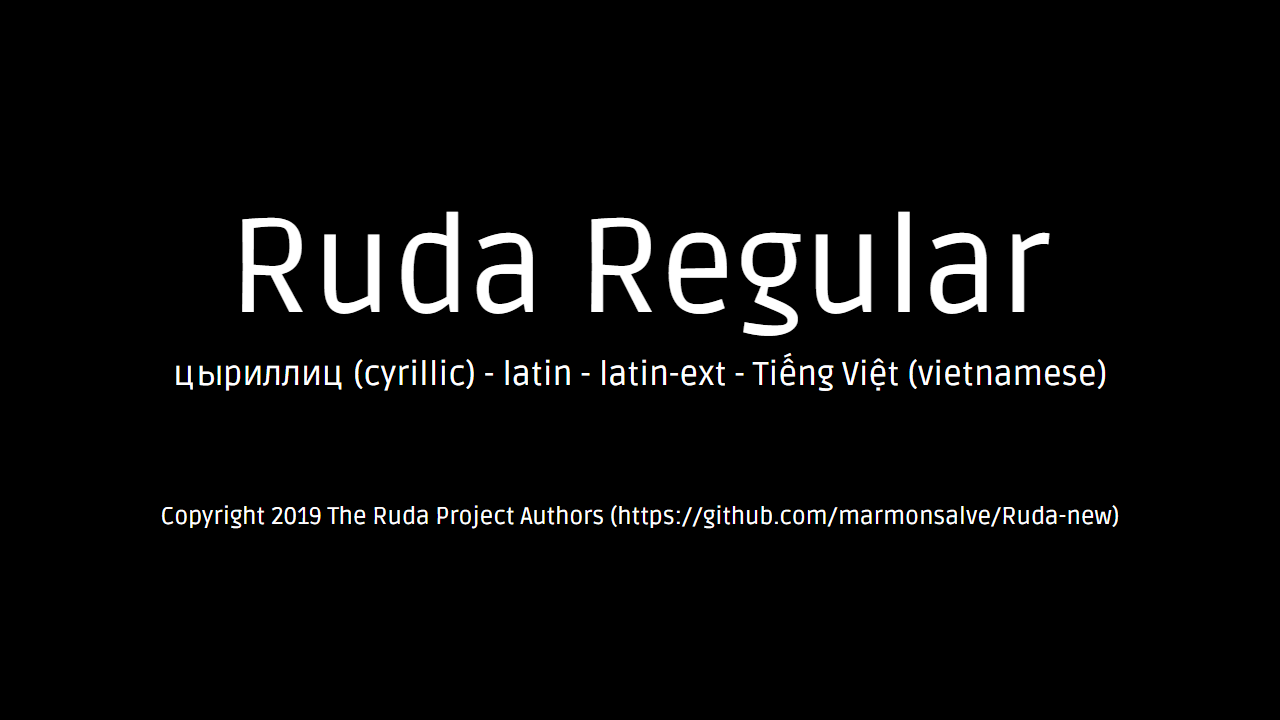 Ruda Regular
цыриллиц (cyrillic) - latin - latin-ext - Tiếng Việt (vietnamese)
Copyright 2019 The Ruda Project Authors (https://github.com/marmonsalve/Ruda-new)